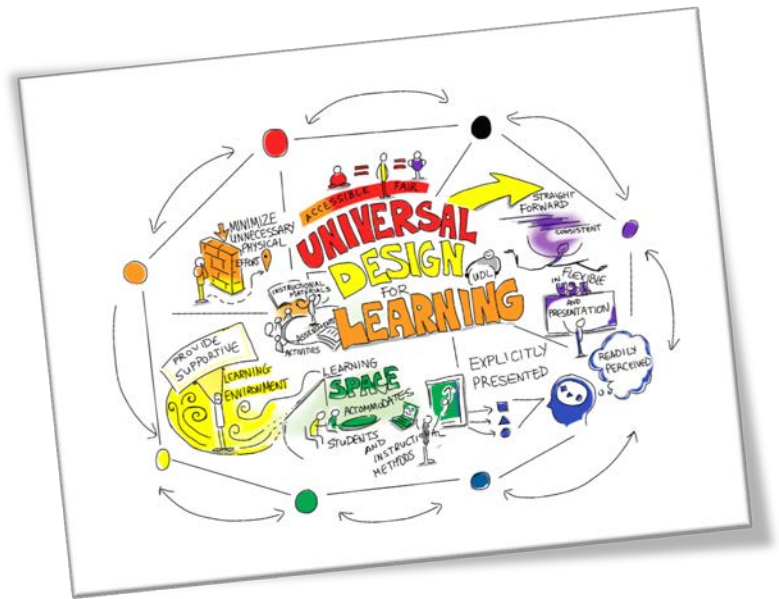 ACCESSIBLE FAIR
UNIVERSAL
DESIGN
FOR
LEARNING
UDL
STRAIGHT
FORWARD
CONSISTENT
IN FLEXIBLE
AND
PRESENTATION
READILY
PERCEIVED
EXPLICITLY
PRESENTED
LEARNING
SPACE
ACCOMMODATES
STUDENTS
AND
INSTRUCTIONAL
METHODS
PROVIDE
SUPPORTIVE
LEARNING
ENVIRONMENT
MINIMIZE
UNNECESSARY
PHYSICAL
EFFORT
INSTRUCTIONAL
MATERIALS
ACTIVITIES